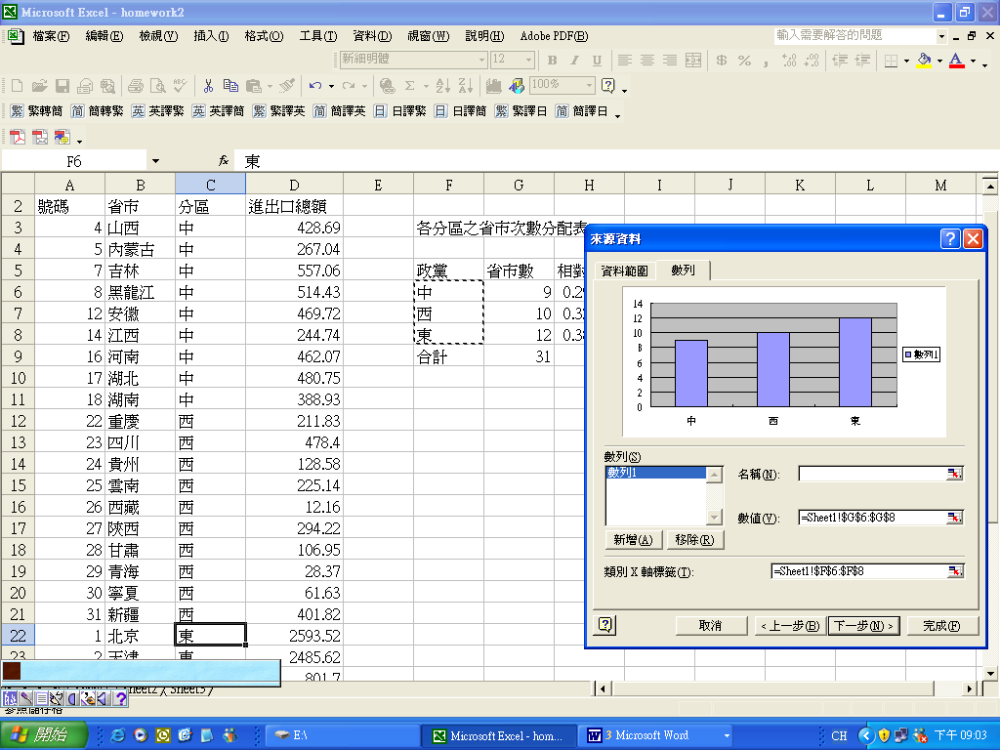 Microsoft Excel - homework2
檔案(F) 編輯(E) 檢視(V) 插入(I) 格式(O) 工具(T) 資料(D) 視窗(W) 說明(H) Adobe PDF(B) 輸入需要解答的問題
新細明體 12 B I U $ %
100%
繁 繁轉簡 簡 簡轉繁 英 英譯繁 英 英譯簡 繁 繁譯英 簡 簡譯英 日 日譯繁 日 日譯簡 繁 繁譯日 簡 簡譯日
F6 fx 東
A B C D E F G H I J K L M
2 號碼 省市 分區 進出口總額
3 4 山西 中 428.69 各分區之省市次數分配表
4 5 內蒙古 中 267.04
5 7 吉林 中 557.06 政黨 省市數 相對
6 8 黑龍江 中 514.43 中 9 0.29
7 12 安徽 中 469.72 西 10 0.32
8 14 江西 中 244.74 東 12 0.38
9 16 河南 中 462.07 合計 31
10 17 湖北 中 480.75
11 18 湖南 中 388.93
12 22 重慶 西 211.83
13 23 四川 西 478.4
14 24 貴州 西 128.58
15 25 雲南 西 225.14
16 26 西藏 西 12.16
17 27 陝西 西 294.22
18 28 甘肅 西 106.95
19 29 青海 西 28.37
20 30 寧夏 西 61.63
21 31 新疆 西 401.82
22 1 北京 東 2593.52
23 2 天津 東 2485.62
801.7
來源資料
資料範圍 數列
14
12
10
8
6
4
2
0
中 西 東
數列1
數列(S)
數列1
名稱(N):
數值(V): =Sheet1!$G$6:$G$8
新增(A) 移除(R)
類別 X 軸標籤(T): =Sheet1!$F$6:$F$8
取消 < 上一步(B) 下一步(N) > 完成(F)
Sheet2 Sheet3
參照儲存格
開始 E:\ Microsoft Excel - hom... 3 Microsoft Word CH 下午 09:03